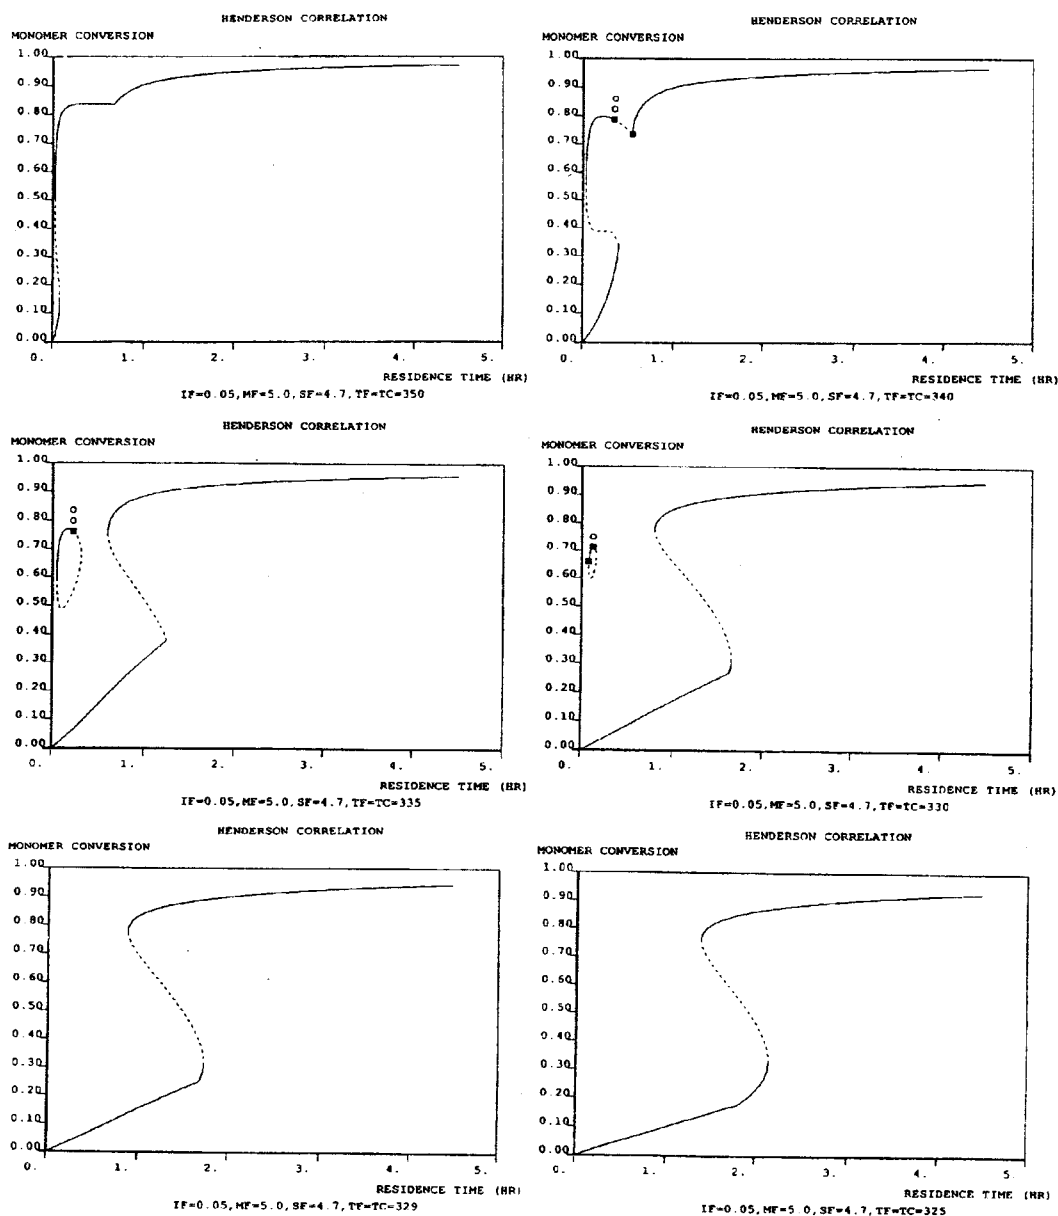 HENDERSON CORRELATION
MONOMER CONVERSION
1.00
0.90
0.80
0.70
0.60
0.50
0.40
0.30
0.20
0.10
0.00
0. 1. 2. 3. 4. 5.
RESIDENCE TIME (HR)
IF=0.05,MF=5.0,SF=4.7,TF=TC=350
HENDERSON CORRELATION
MONOMER CONVERSION
1.00
0.90
0.80
0.70
0.60
0.50
0.40
0.30
0.20
0.10
0.00
0. 1. 2. 3. 4. 5.
RESIDENCE TIME (HR)
IF=0.05,MF=5.0,SF=4.7,TF=TC=340
HENDERSON CORRELATION
MONOMER CONVERSION
1.00
0.90
0.80
0.70
0.60
0.50
0.40
0.30
0.20
0.10
0.00
0. 1. 2. 3. 4. 5.
RESIDENCE TIME (HR)
IF=0.05,MF=5.0,SF=4.7,TF=TC=335
HENDERSON CORRELATION
MONOMER CONVERSION
1.00
0.90
0.80
0.70
0.60
0.50
0.40
0.30
0.20
0.10
0.00
0. 1. 2. 3. 4. 5.
RESIDENCE TIME (HR)
IF=0.05,MF=5.0,SF=4.7,TF=TC=330
HENDERSON CORRELATION
MONOMER CONVERSION
1.00
0.90
0.80
0.70
0.60
0.50
0.40
0.30
0.20
0.10
0.00
0. 1. 2. 3. 4. 5.
RESIDENCE TIME (HR)
IF=0.05,MF=5.0,SF=4.7,TF=TC=329
HENDERSON CORRELATION
MONOMER CONVERSION
1.00
0.90
0.80
0.70
0.60
0.50
0.40
0.30
0.20
0.10
0.00
0. 1. 2. 3. 4. 5.
RESIDENCE TIME (HR)
IF=0.05,MF=5.0,SF=4.7,TF=TC=325